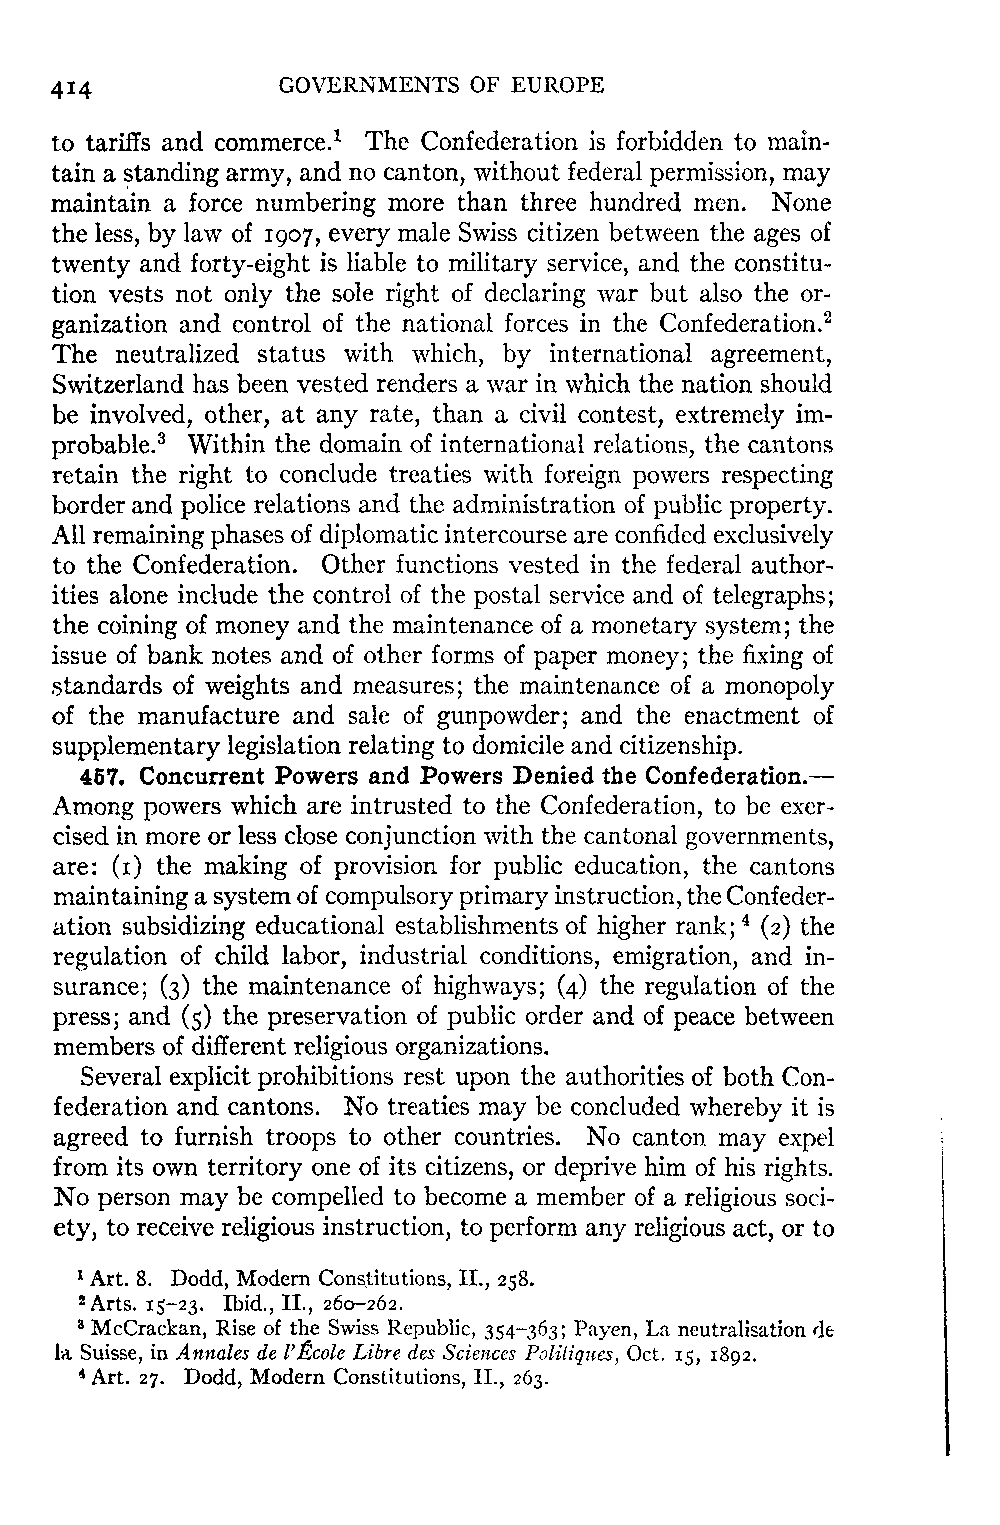 414 GOVERNMENTS OF EUROPE
to tariffs and commerce.¹ The Confederation is forbidden to main-
tain a standing army, and no canton, without federal permission, may
maintain a force numbering more than three hundred men. None
the less, by law of 1907, every male Swiss citizen between the ages of
twenty and forty-eight is liable to military service, and the constitu-
tion vests not only the sole right of declaring war but also the or-
ganization and control of the national forces in the Confederation.²
The neutralized status with which, by international agreement,
Switzerland has been vested renders a war in which the nation should
be involved, other, at any rate, than a civil contest, extremely im-
probable.³ Within the domain of international relations, the cantons
retain the right to conclude treaties with foreign powers respecting
border and police relations and the administration of public property.
All remaining phases of diplomatic intercourse are confided exclusively
to the Confederation. Other functions vested in the federal author-
ities alone include the control of the postal service and of telegraphs;
the coining of money and the maintenance of a monetary system; the
issue of bank notes and of other forms of paper money; the fixing of
standards of weights and measures; the maintenance of a monopoly
of the manufacture and sale of gunpowder; and the enactment of
supplementary legislation relating to domicile and citizenship.
457. Concurrent Powers and Powers Denied the Confederation.—
Among powers which are intrusted to the Confederation, to be exer-
cised in more or less close conjunction with the cantonal governments,
are: (1) the making of provision for public education, the cantons
maintaining a system of compulsory primary instruction, the Confeder-
ation subsidizing educational establishments of higher rank;⁴ (2) the
regulation of child labor, industrial conditions, emigration, and in-
surance; (3) the maintenance of highways; (4) the regulation of the
press; and (5) the preservation of public order and of peace between
members of different religious organizations.
Several explicit prohibitions rest upon the authorities of both Con-
federation and cantons. No treaties may be concluded whereby it is
agreed to furnish troops to other countries. No canton may expel
from its own territory one of its citizens, or deprive him of his rights.
No person may be compelled to become a member of a religious soci-
ety, to receive religious instruction, to perform any religious act, or to
¹ Art. 8. Dodd, Modern Constitutions, II., 258.
² Arts. 15–23. Ibid., II., 260–262.
³ McCrackan, Rise of the Swiss Republic, 354–363; Payen, La neutralisation de
la Suisse, in Annales de l'École Libre des Sciences Politiques, Oct. 15, 1892.
⁴ Art. 27. Dodd, Modern Constitutions, II., 263.